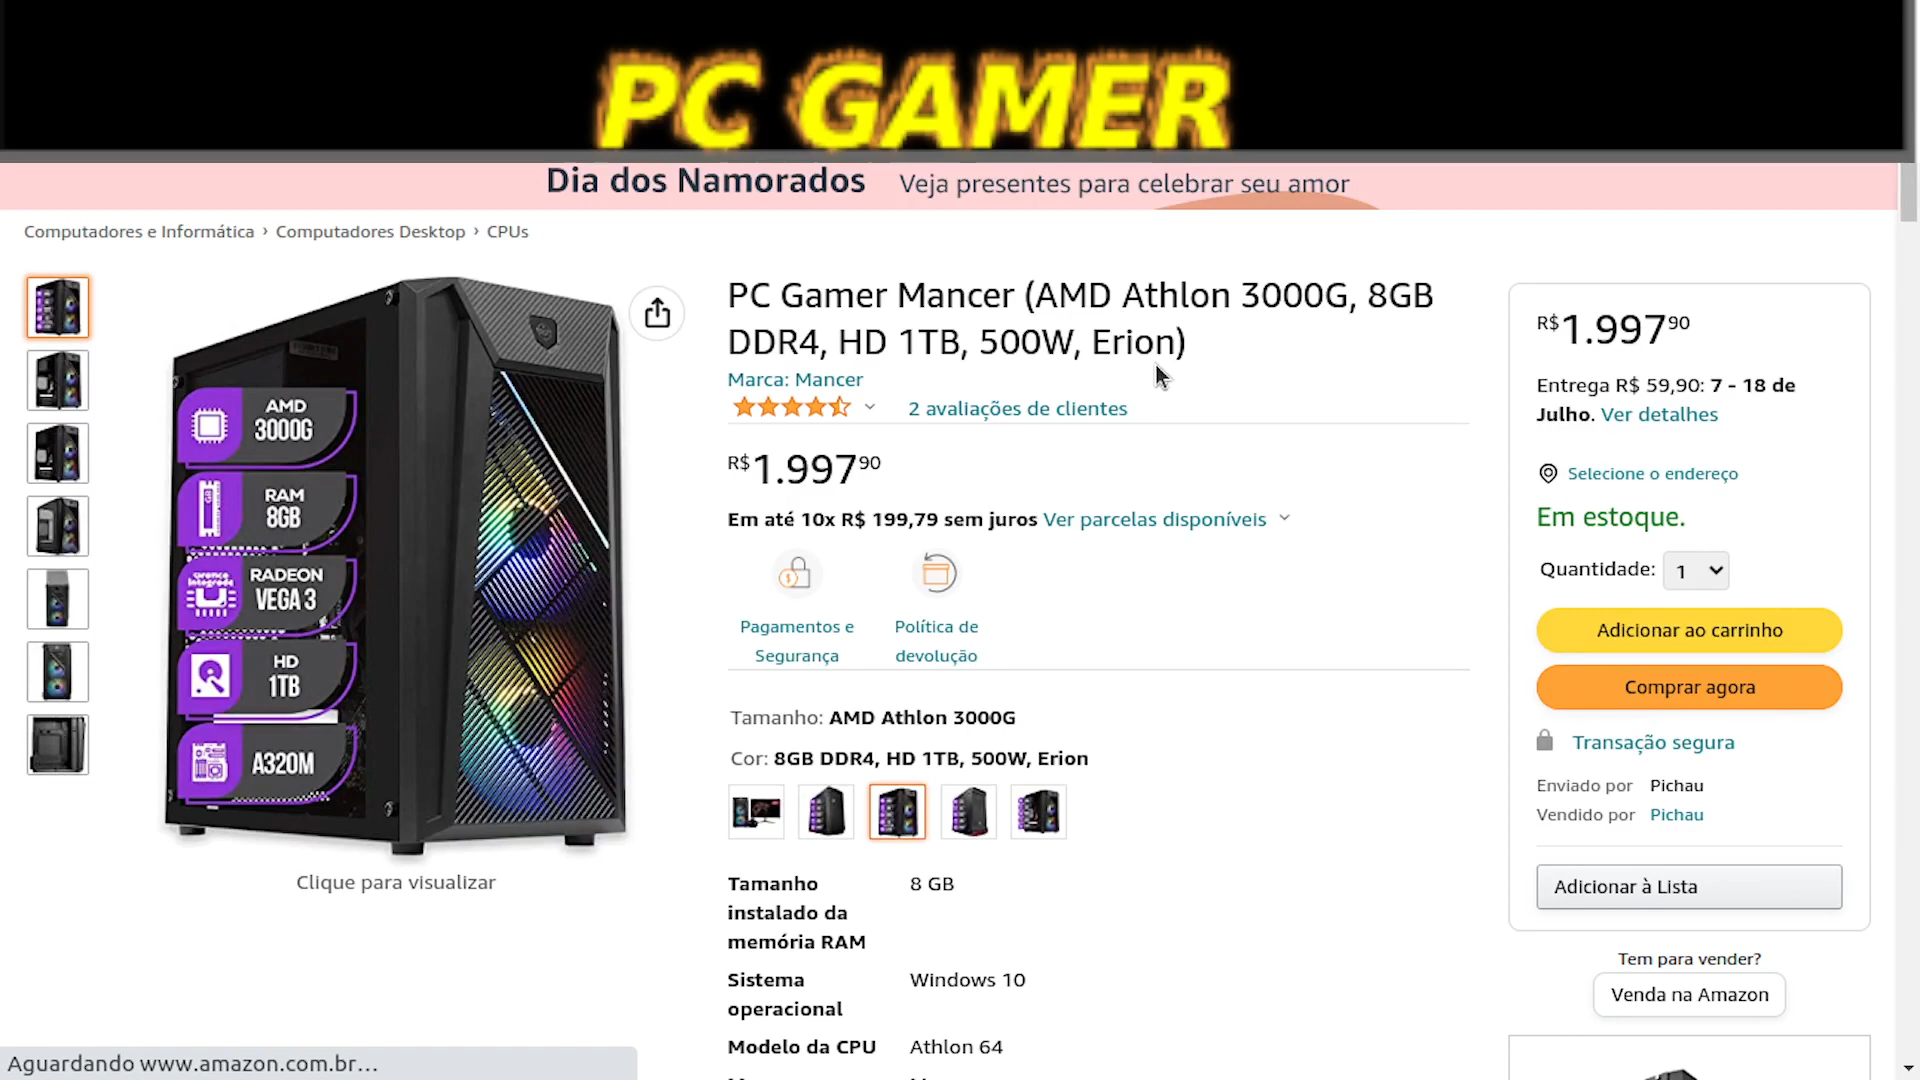 PC GAMER
Dia dos Namorados Veja presentes para celebrar seu amor
Computadores e Informática › Computadores Desktop › CPUs
AMD
3000G
RAM
8GB
RADEON
VEGA 3
HD
1TB
A320M
Clique para visualizar
PC Gamer Mancer (AMD Athlon 3000G, 8GB
DDR4, HD 1TB, 500W, Erion)
Marca: Mancer
2 avaliações de clientes
R$1.99790
Em até 10x R$ 199,79 sem juros Ver parcelas disponíveis
Pagamentos e
Segurança
Política de
devolução
Tamanho: AMD Athlon 3000G
Cor: 8GB DDR4, HD 1TB, 500W, Erion
Tamanho
instalado da
memória RAM
8 GB
Sistema
operacional
Windows 10
Modelo da CPU
Athlon 64
R$1.99790
Entrega R$ 59,90: 7 - 18 de
Julho. Ver detalhes
Selecione o endereço
Em estoque.
Quantidade: 1
Adicionar ao carrinho
Comprar agora
Transação segura
Enviado por Pichau
Vendido por Pichau
Adicionar à Lista
Tem para vender?
Venda na Amazon
Aguardando www.amazon.com.br...